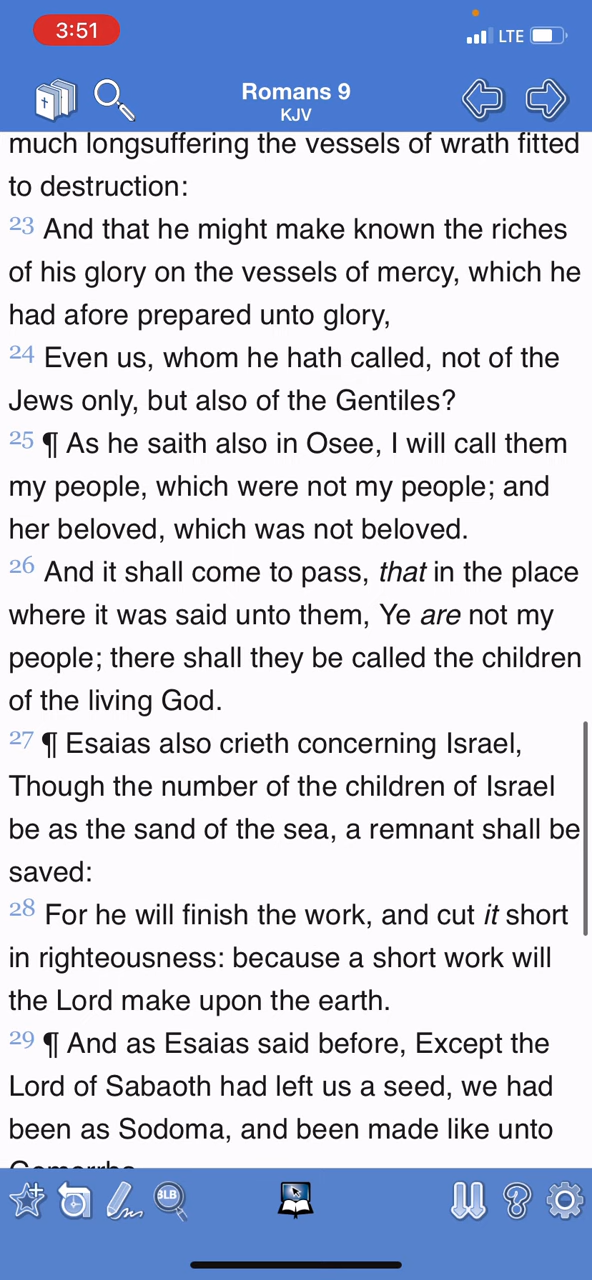 3:51
LTE
Romans 9
KJV
much longsuffering the vessels of wrath fitted
to destruction:
23 And that he might make known the riches
of his glory on the vessels of mercy, which he
had afore prepared unto glory,
24 Even us, whom he hath called, not of the
Jews only, but also of the Gentiles?
25 ¶ As he saith also in Osee, I will call them
my people, which were not my people; and
her beloved, which was not beloved.
26 And it shall come to pass, that in the place
where it was said unto them, Ye are not my
people; there shall they be called the children
of the living God.
27 ¶ Esaias also crieth concerning Israel,
Though the number of the children of Israel
be as the sand of the sea, a remnant shall be
saved:
28 For he will finish the work, and cut it short
in righteousness: because a short work will
the Lord make upon the earth.
29 ¶ And as Esaias said before, Except the
Lord of Sabaoth had left us a seed, we had
been as Sodoma, and been made like unto
BLB